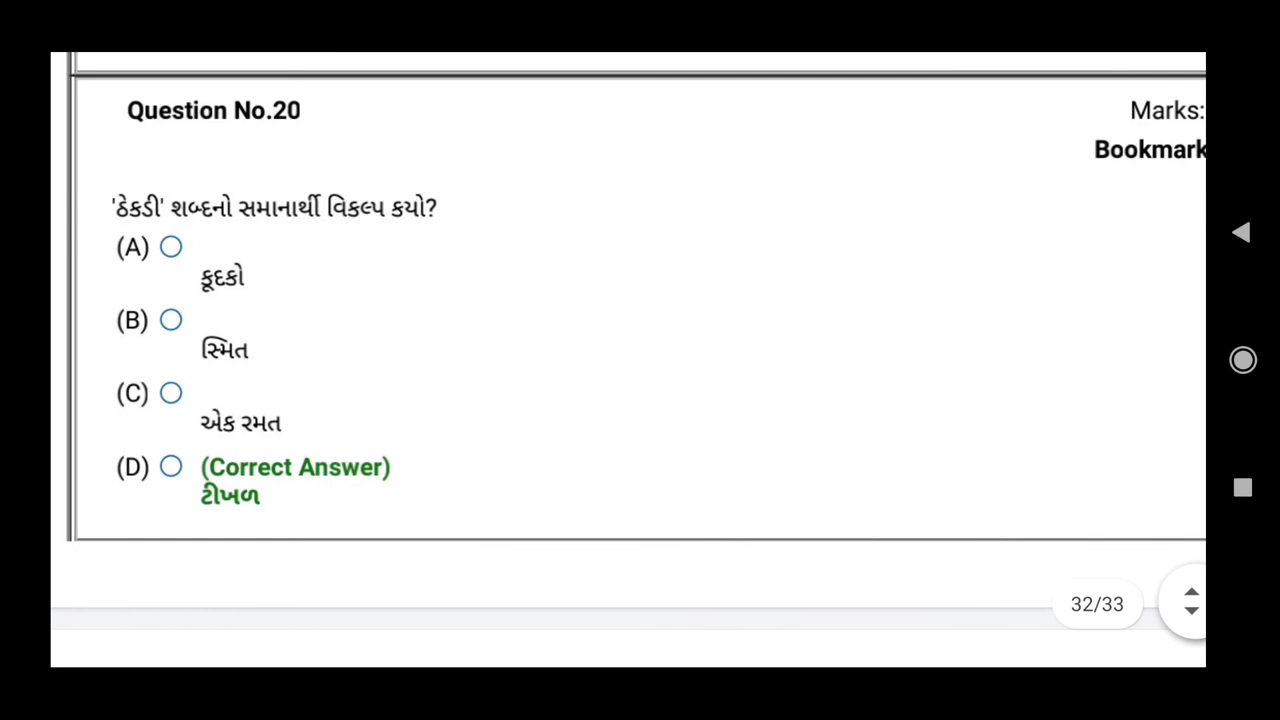 Question No.20
Marks:
Bookmark
'ઠેકડી' શબ્દનો સમાનાર્થી વિકલ્પ કયો?
(A)
કૂદકો
(B)
સ્મિત
(C)
એક રમત
(D) (Correct Answer)
ટીખળ
32/33